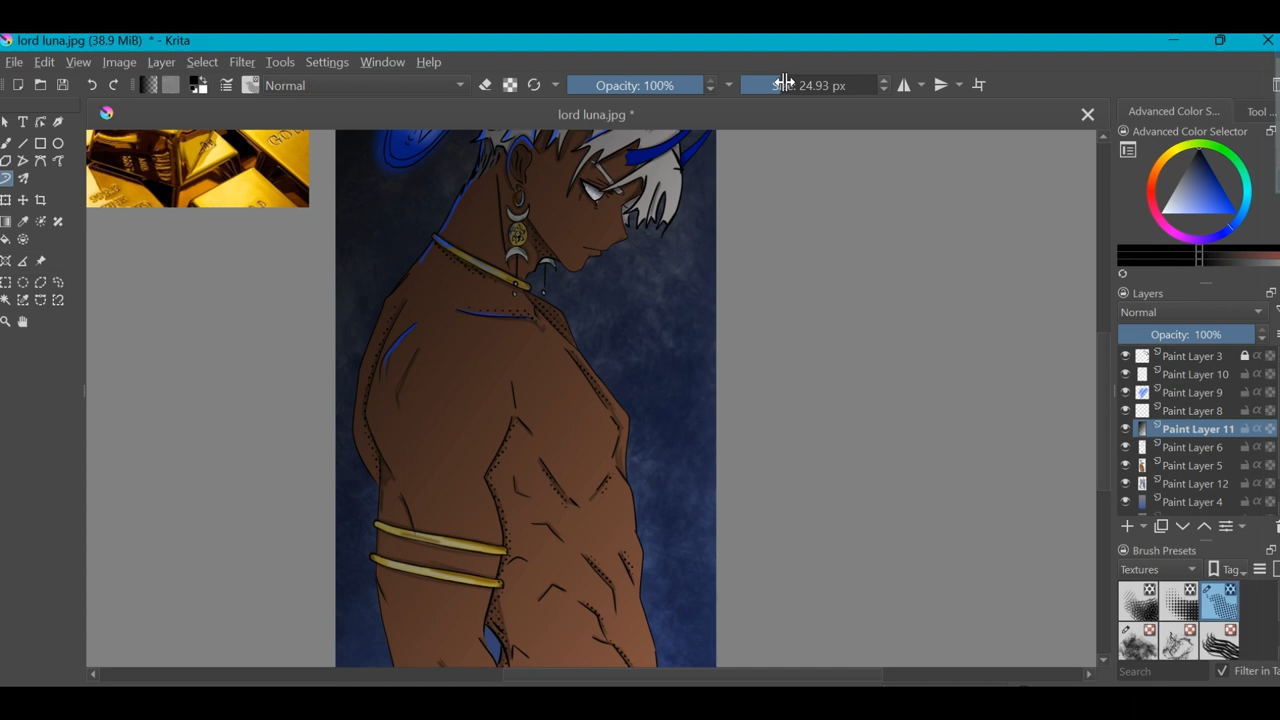 lord luna.jpg (38.9 MiB) * - Krita
File Edit View Image Layer Select Filter Tools Settings Window Help
Normal Opacity: 100% 24.93 px
lord luna.jpg *
Advanced Color S... Tool ...
Advanced Color Selector
Layers
Normal
Opacity: 100%
Paint Layer 3
Paint Layer 10
Paint Layer 9
Paint Layer 8
Paint Layer 11
Paint Layer 6
Paint Layer 5
Paint Layer 12
Paint Layer 4
Brush Presets
Textures Tag
Search Filter in Ta